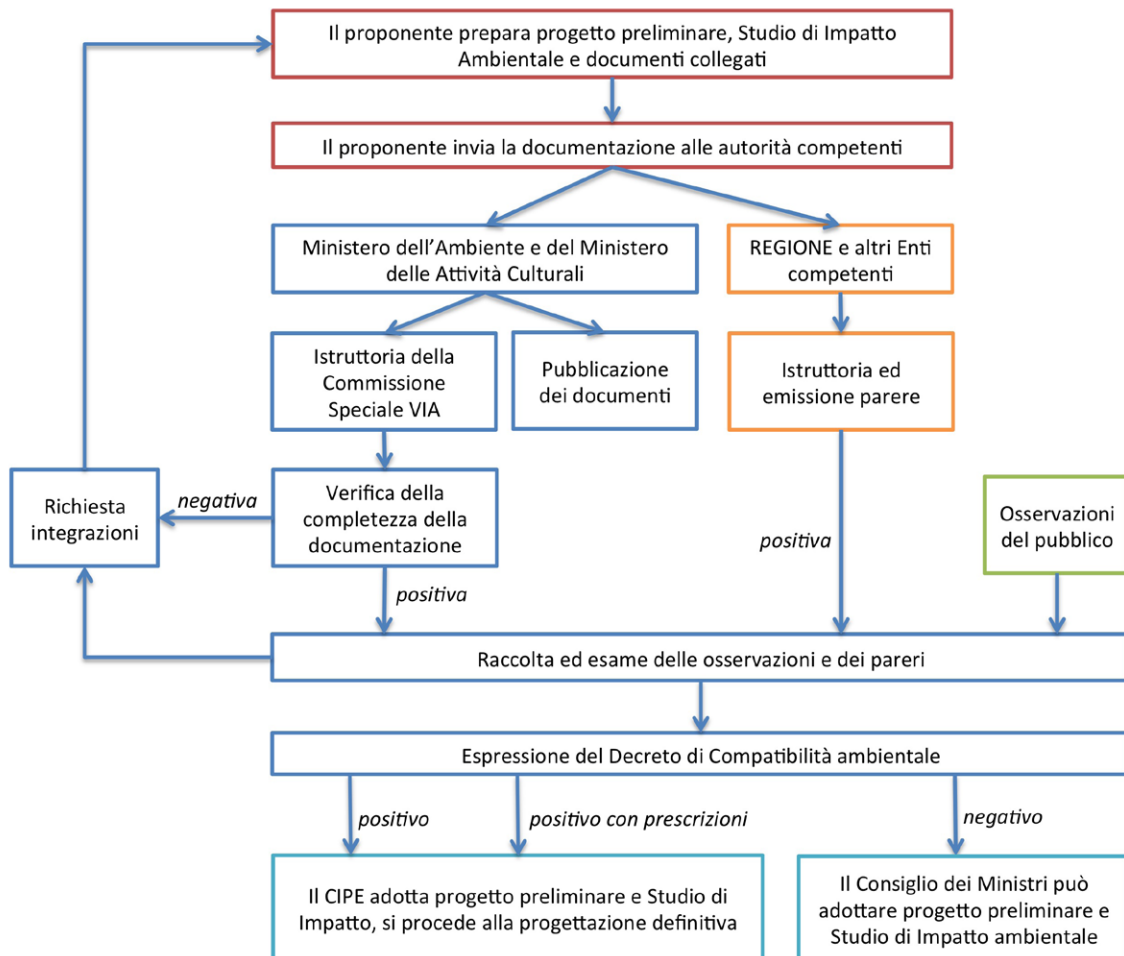 Il proponente prepara progetto preliminare, Studio di Impatto
Ambientale e documenti collegati
Il proponente invia la documentazione alle autorità competenti
Ministero dell'Ambiente e del Ministero
delle Attività Culturali
REGIONE e altri Enti
competenti
Istruttoria della
Commissione
Speciale VIA
Pubblicazione
dei documenti
Istruttoria ed
emissione parere
Richiesta
integrazioni
negativa
Verifica della
completezza della
documentazione
positiva
positiva
Osservazioni
del pubblico
Raccolta ed esame delle osservazioni e dei pareri
Espressione del Decreto di Compatibilità ambientale
positivo
positivo con prescrizioni
negativo
Il CIPE adotta progetto preliminare e Studio di
Impatto, si procede alla progettazione definitiva
Il Consiglio dei Ministri può
adottare progetto preliminare e
Studio di Impatto ambientale